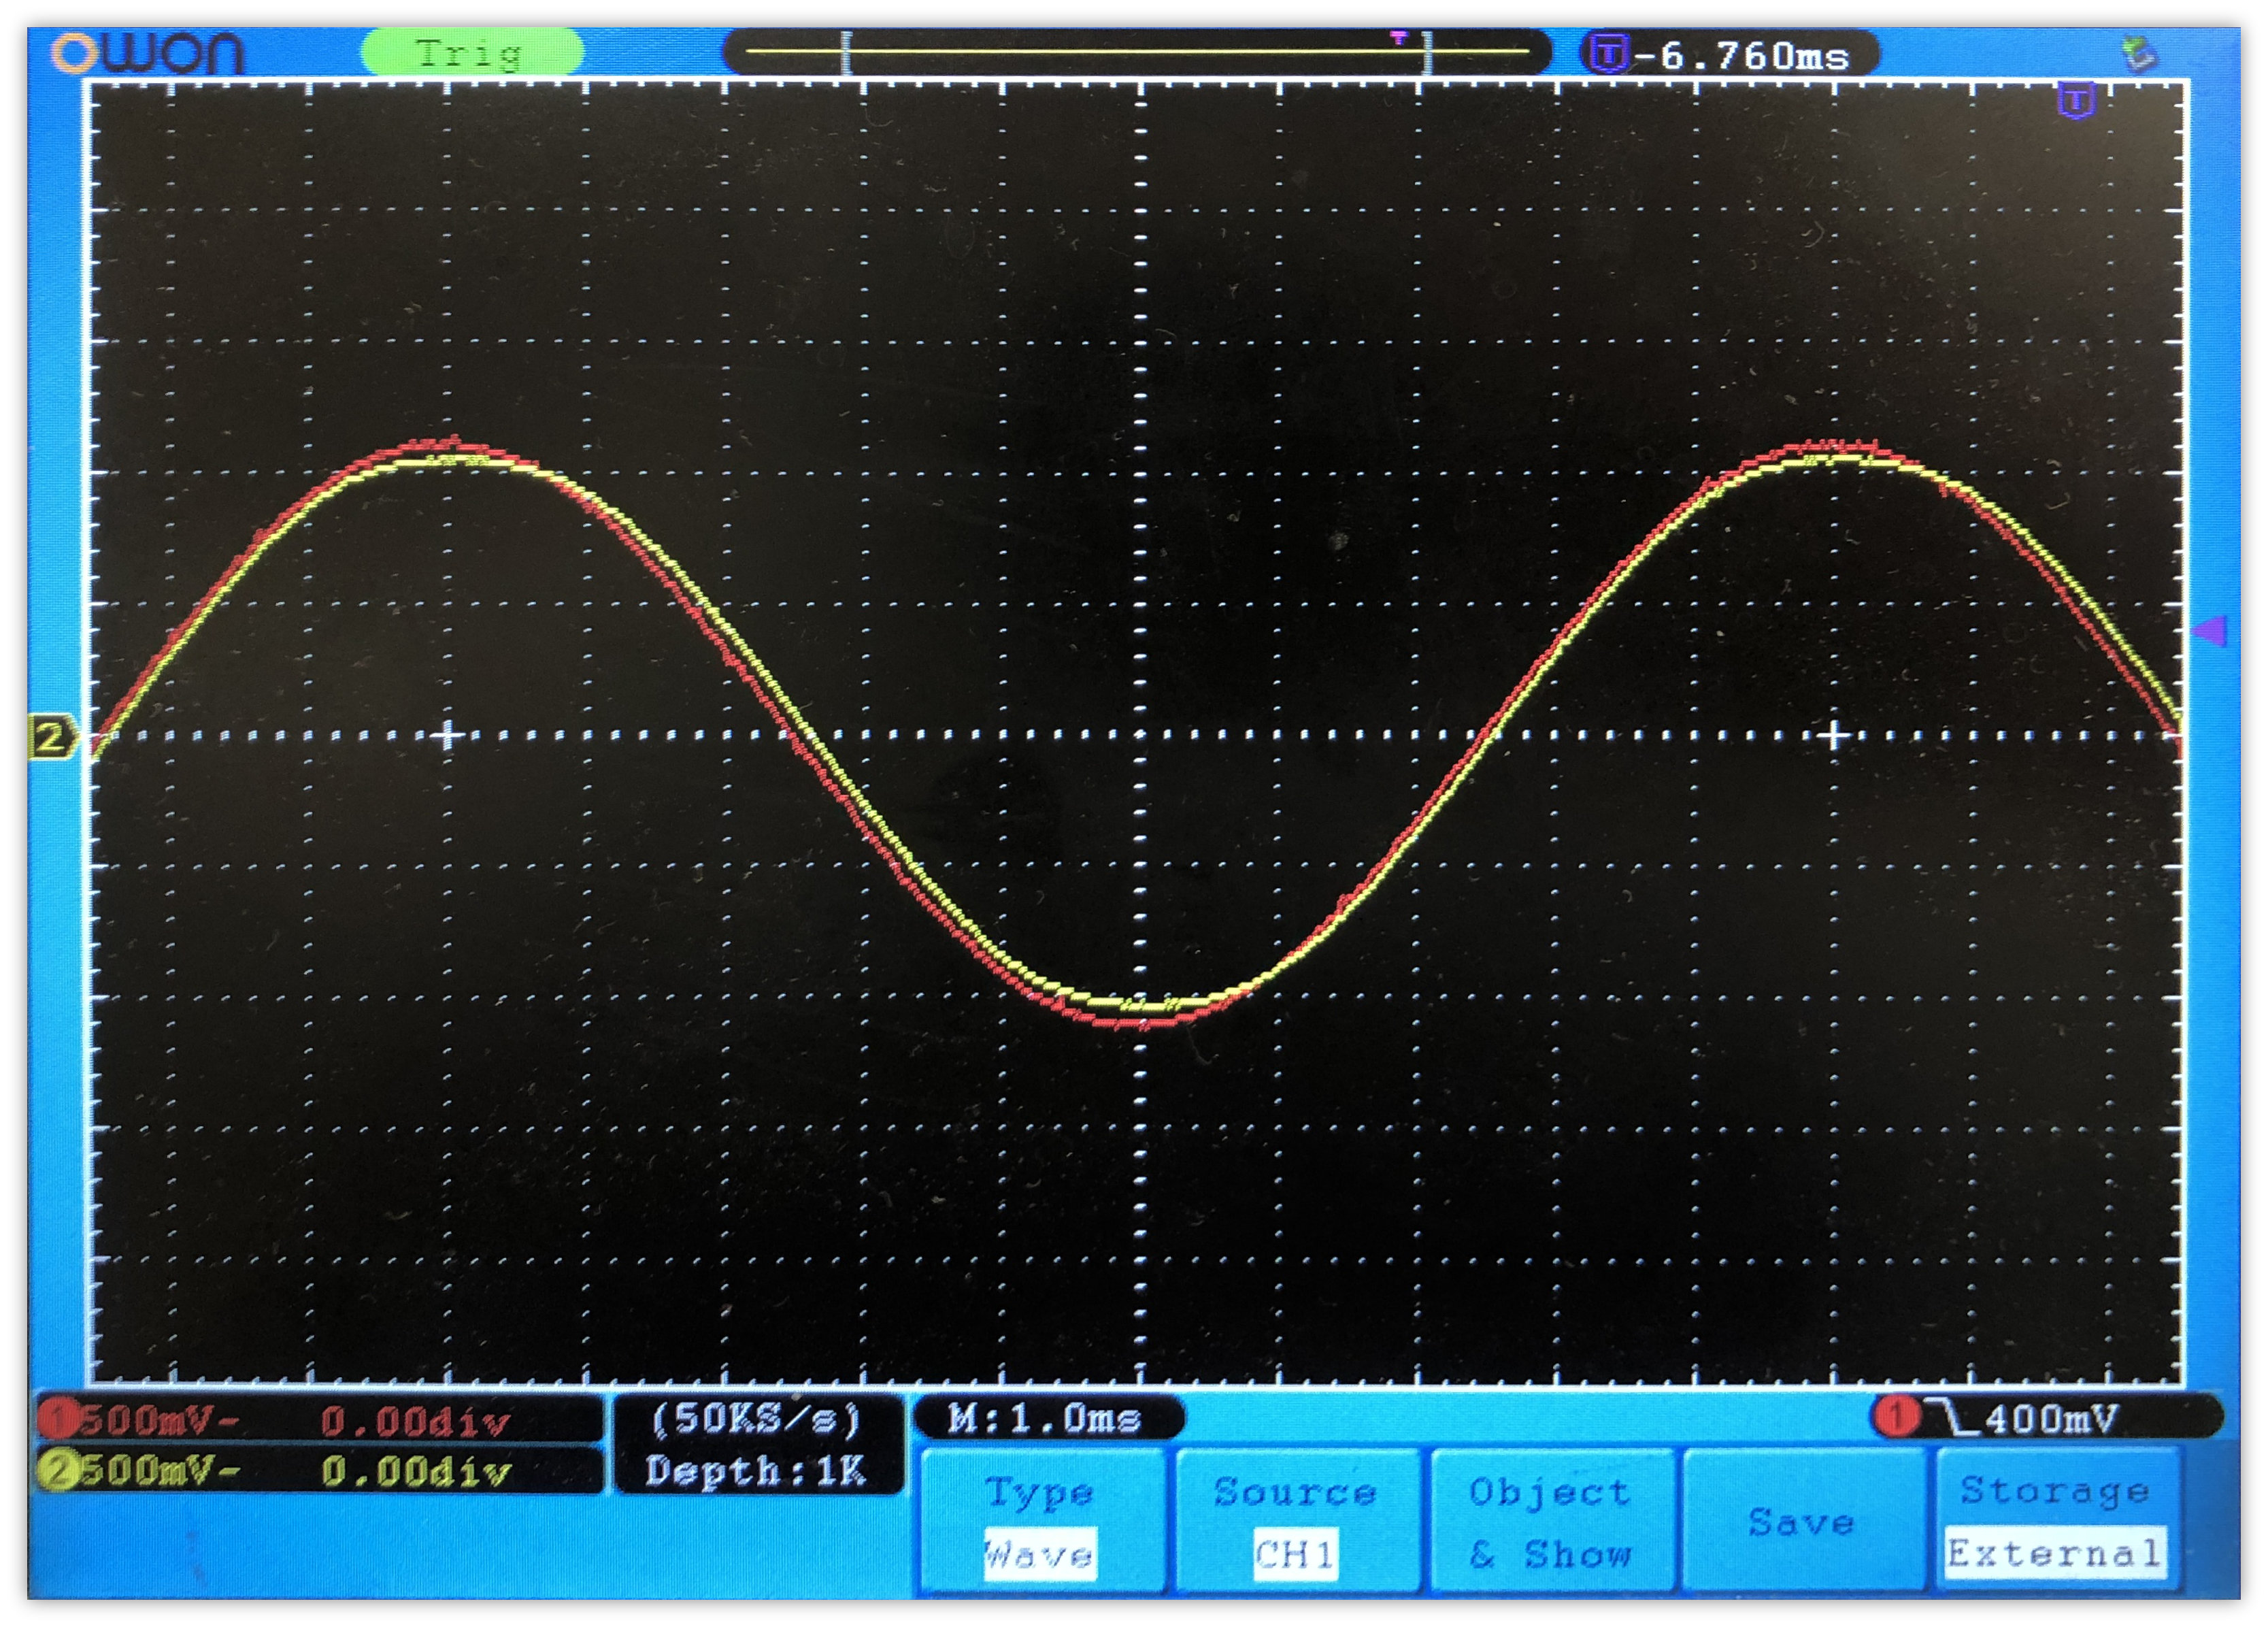 owon Trig T T -6.760ms
T
2
1 500mV- 0.00div (50KS/s) M:1.0ms 1 400mV
2 500mV- 0.00div Depth:1K
Type Source Object Save Storage
Wave CH1 & Show External